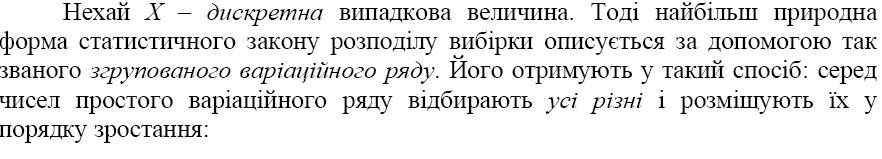 Нехай X – дискретна випадкова величина. Тоді найбільш природна
форма статистичного закону розподілу вибірки описується за допомогою так
званого згрупованого варіаційного ряду. Його отримують у такий спосіб: серед
чисел простого варіаційного ряду відбирають усі різні і розміщують їх у
порядку зростання: